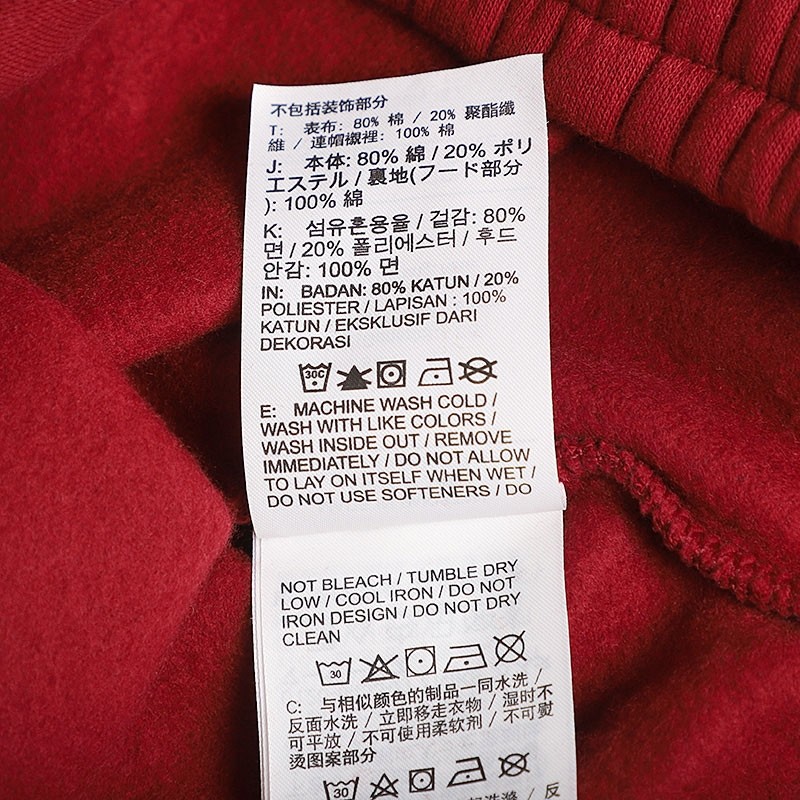 不包括装饰部分
T: 表布: 80% 棉 / 20% 聚酯纖
維 / 連帽襯裡: 100% 棉
J: 本体: 80% 綿 / 20% ポリ
エステル / 裏地(フード部分
): 100% 綿
K: 섬유혼용율 / 겉감: 80%
면 / 20% 폴리에스터 / 후드
안감: 100% 면
IN: BADAN: 80% KATUN / 20%
POLIESTER / LAPISAN : 100%
KATUN / EKSKLUSIF DARI
DEKORASI
30C
E: MACHINE WASH COLD /
WASH WITH LIKE COLORS /
WASH INSIDE OUT / REMOVE
IMMEDIATELY / DO NOT ALLOW
TO LAY ON ITSELF WHEN WET /
DO NOT USE SOFTENERS / DO
NOT BLEACH / TUMBLE DRY
LOW / COOL IRON / DO NOT
IRON DESIGN / DO NOT DRY
CLEAN
30
C: 与相似颜色的制品一同水洗 /
反面水洗 / 立即移走衣物 / 湿时不
可平放 / 不可使用柔软剂 / 不可熨
烫图案部分
30